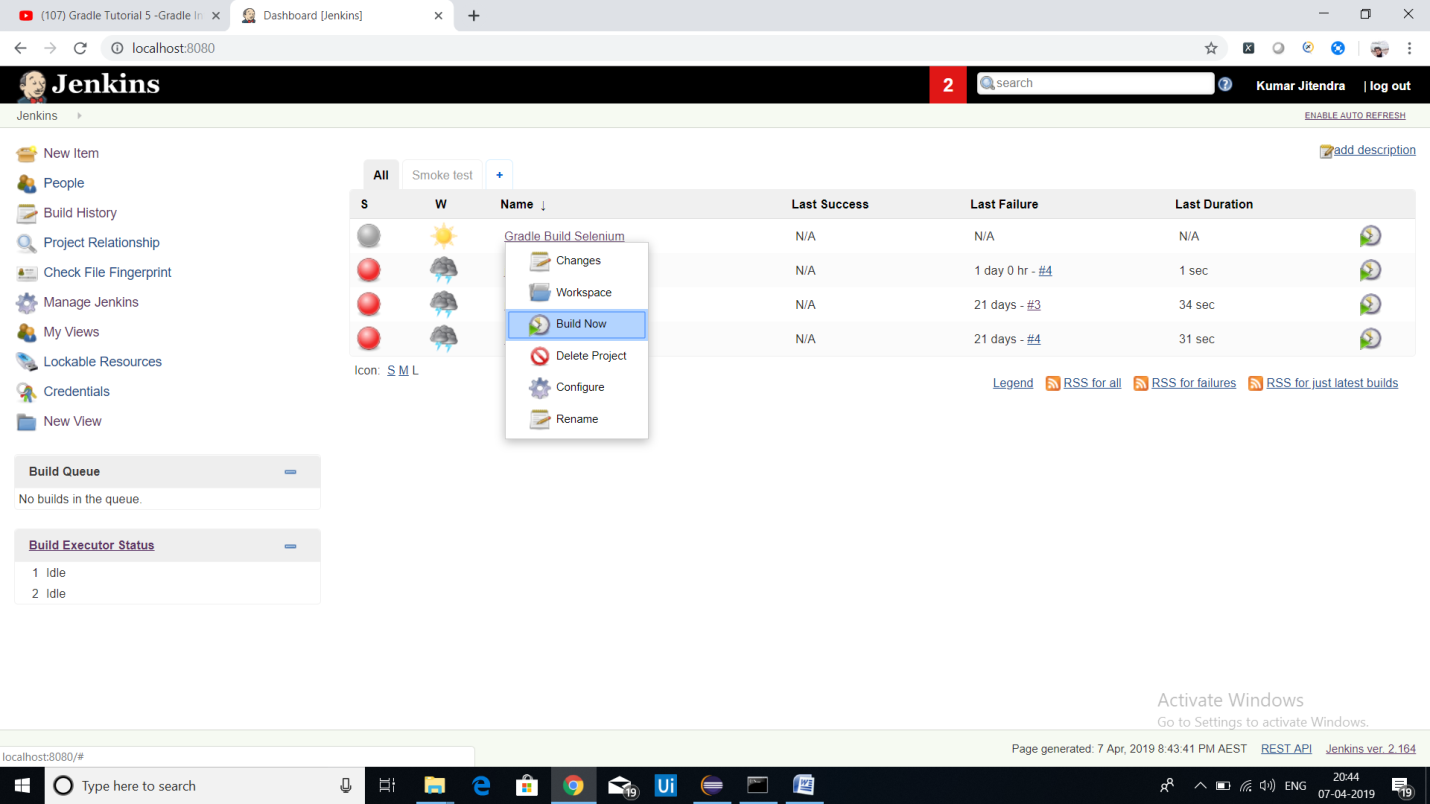 (107) Gradle Tutorial 5 -Gradle In
Dashboard [Jenkins]
localhost:8080
Jenkins
2
search
Kumar Jitendra
| log out
Jenkins
ENABLE AUTO REFRESH
New Item
People
Build History
Project Relationship
Check File Fingerprint
Manage Jenkins
My Views
Lockable Resources
Credentials
New View
Build Queue
No builds in the queue.
Build Executor Status
1 Idle
2 Idle
add description
All Smoke test +
S W Name ↓ Last Success Last Failure Last Duration
Gradle Build Selenium N/A N/A N/A
N/A 1 day 0 hr - #4 1 sec
N/A 21 days - #3 34 sec
N/A 21 days - #4 31 sec
Changes
Workspace
Build Now
Delete Project
Configure
Rename
Icon: S M L
Legend RSS for all RSS for failures RSS for just latest builds
Activate Windows
Go to Settings to activate Windows.
localhost:8080/#
Page generated: 7 Apr, 2019 8:43:41 PM AEST REST API Jenkins ver. 2.164
Type here to search
19
Ui
ENG
20:44
07-04-2019
19